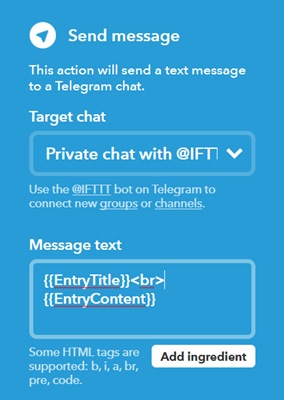 Send message
This action will send a text message
to a Telegram chat.
Target chat
Private chat with @IFTT
Use the @IFTTT bot on Telegram to
connect new groups or channels.
Message text
{{EntryTitle}}<br>
{{EntryContent}}
Some HTML tags are
supported: b, i, a, br,
pre, code.
Add ingredient